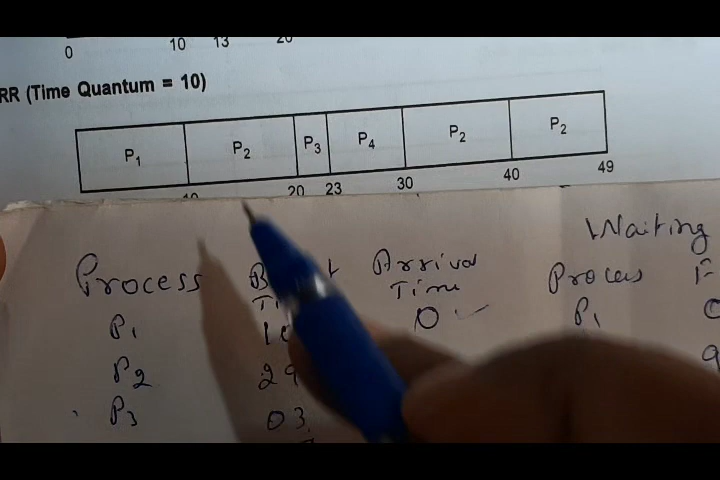 0 10 13 20
RR (Time Quantum = 10)
P₁ P₂ P₃ P₄ P₂ P₂
10 20 23 30 40 49
Waiting
Process Arrival Process
Time
P₁ 0 P₁
P₂ 29
P₃ 03